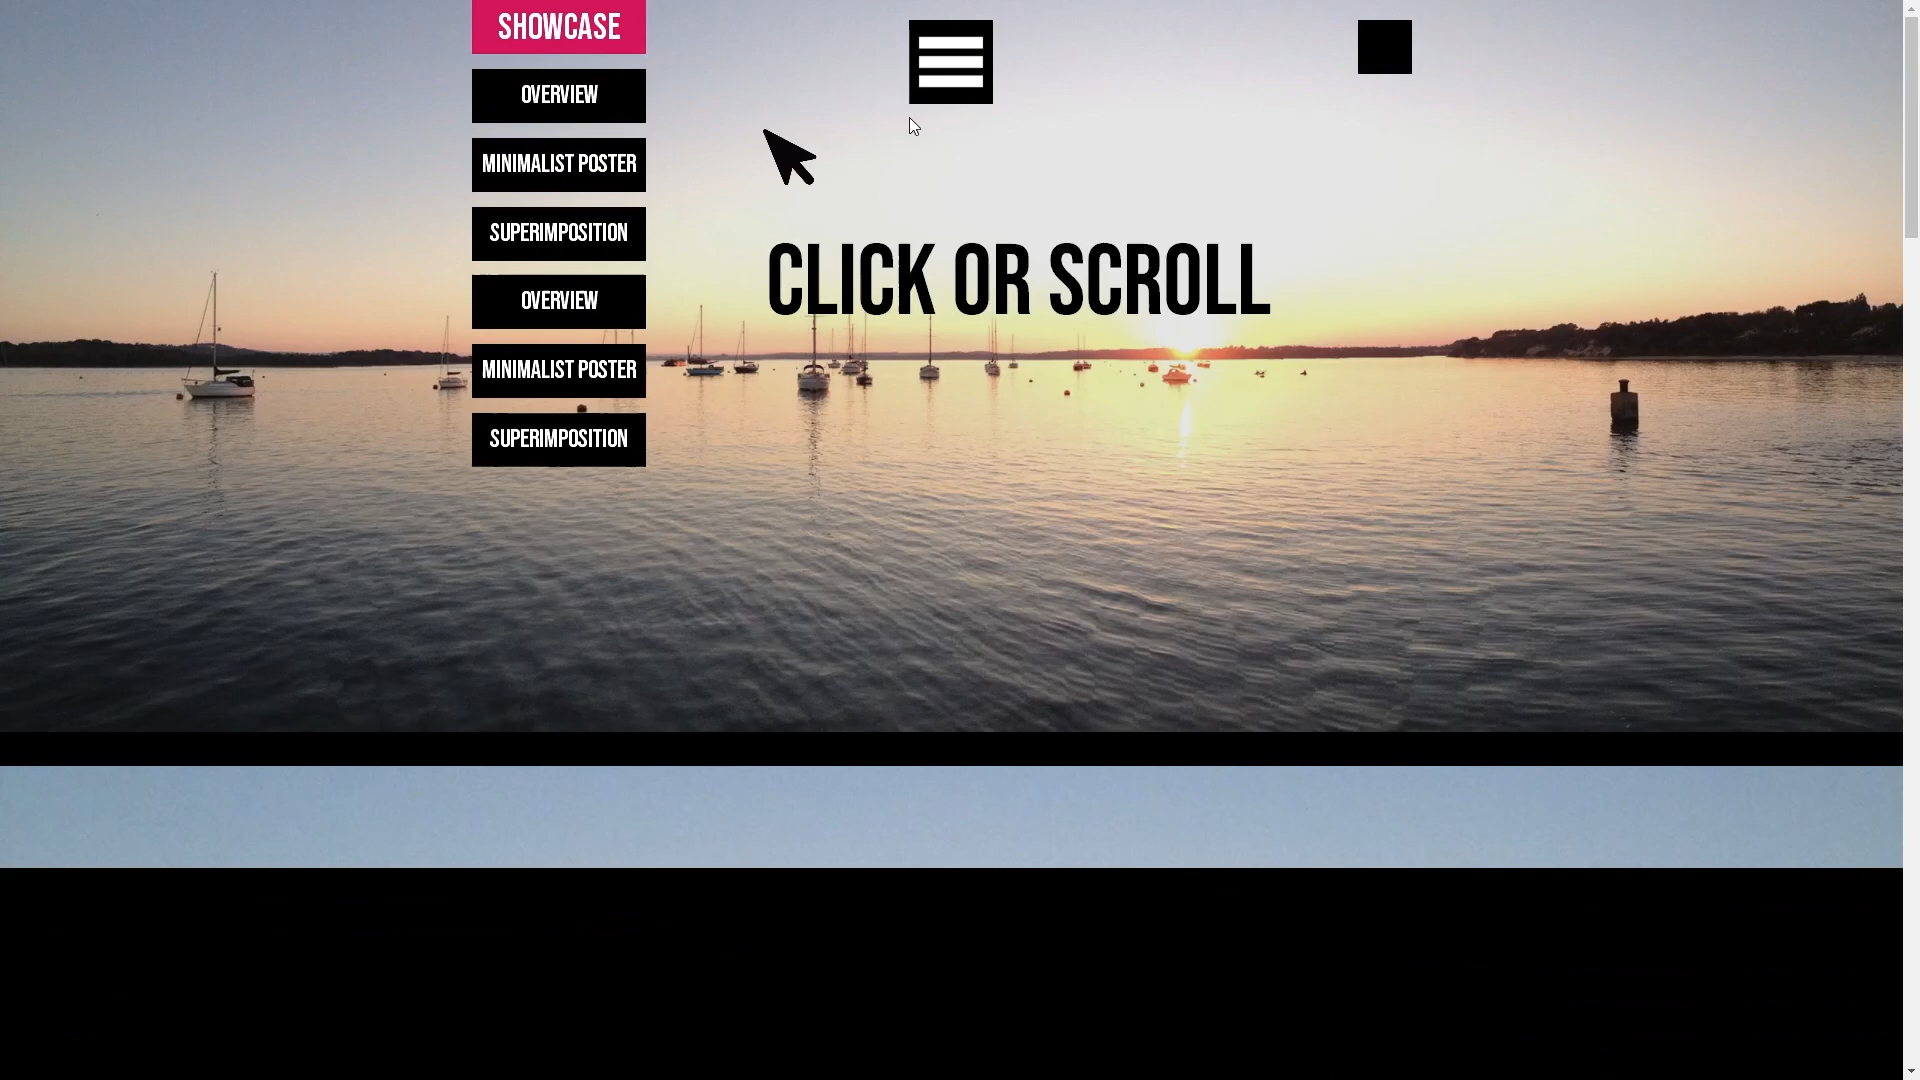 SHOWCASE
OVERVIEW
MINIMALIST POSTER
SUPERIMPOSITION
OVERVIEW
MINIMALIST POSTER
SUPERIMPOSITION
CLICK OR SCROLL